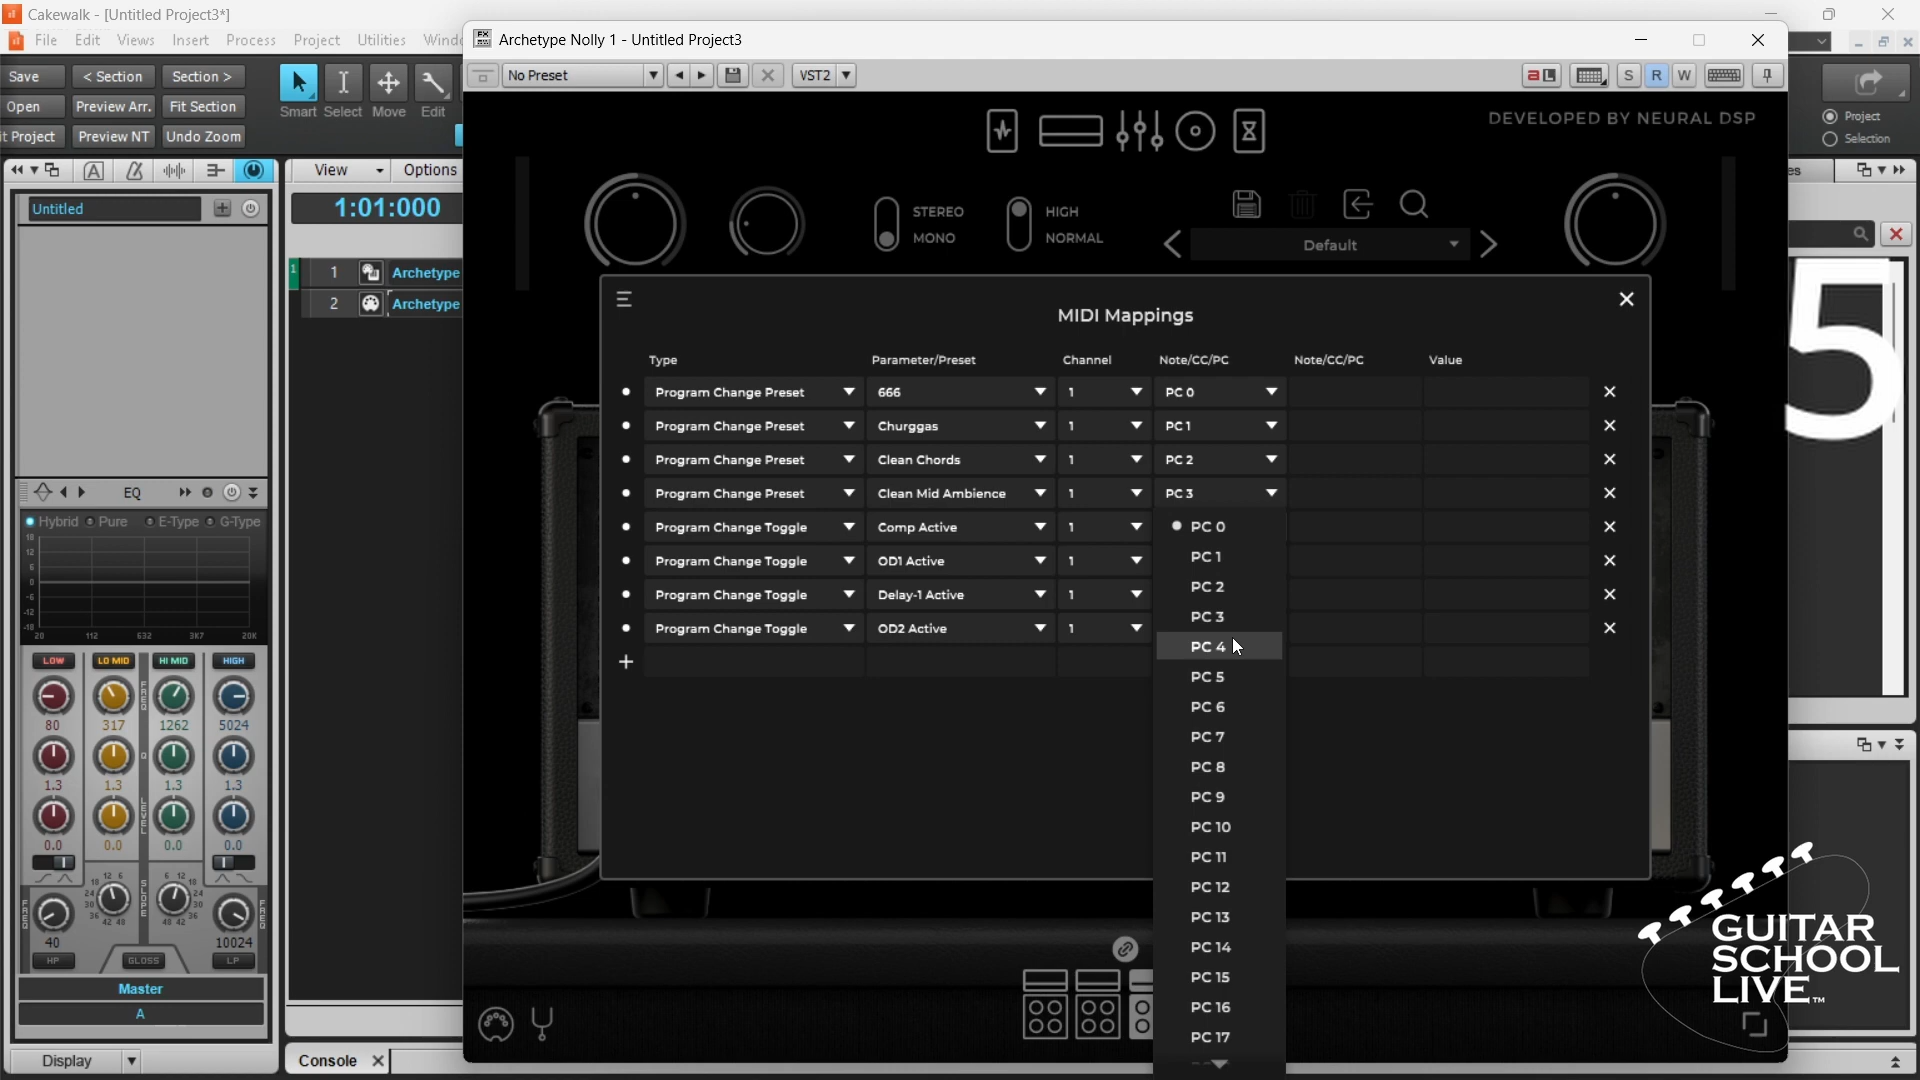 Cakewalk - [Untitled Project3*]
File Edit Views Insert Process Project Utilities
Archetype Nolly 1 - Untitled Project3
No Preset VST2 S R W
Save < Section Section >
Open Preview Arr. Fit Section
it Project Preview NT Undo Zoom
Smart Select Move Edit
Project
Selection
DEVELOPED BY NEURAL DSP
View Options
Untitled
1:01:000
STEREO
MONO
HIGH
NORMAL
Default
1 1 Archetype
2 Archetype
5
MIDI Mappings
Type Parameter/Preset Channel Note/CC/PC Note/CC/PC Value
Program Change Preset 666 1 PC 0
Program Change Preset Churggas 1 PC 1
Program Change Preset Clean Chords 1 PC 2
Program Change Preset Clean Mid Ambience 1 PC 3
Program Change Toggle Comp Active 1
Program Change Toggle OD1 Active 1
Program Change Toggle Delay-1 Active 1
Program Change Toggle OD2 Active 1
PC 0
PC 1
PC 2
PC 3
PC 4
PC 5
PC 6
PC 7
PC 8
PC 9
PC 10
PC 11
PC 12
PC 13
PC 14
PC 15
PC 16
PC 17
EQ
Hybrid Pure E-Type G-Type
20 112 632 3K7 20K
LOW LO MID HI MID HIGH
80 317 1262 5024
1.3 1.3 1.3 1.3
0.0 0.0 0.0 0.0
40 10024
HP GLOSS LP
Master
A
Display
Console
GUITAR
SCHOOL
LIVE™